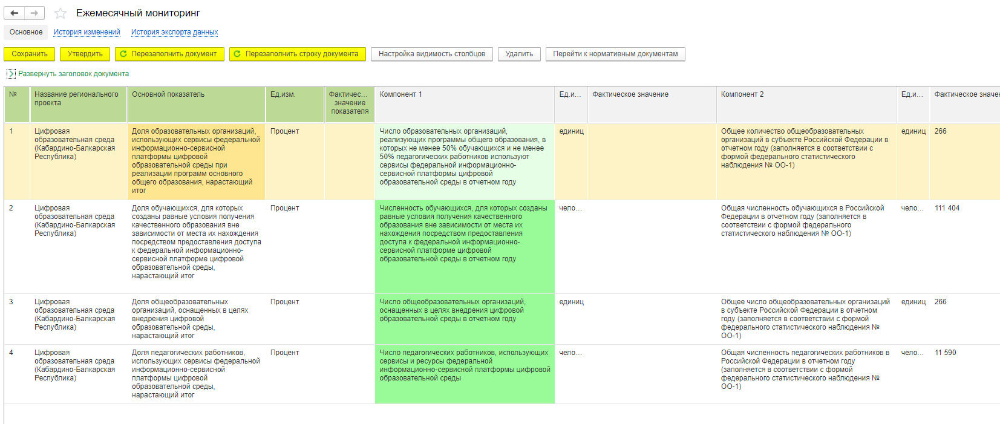 Ежемесячный мониторинг
Основное История изменений История экспорта данных
Сохранить Утвердить Перезаполнить документ Перезаполнить строку документа Настройка видимость столбцов Удалить Перейти к нормативным документам
Развернуть заголовок документа
№
Название регионального
проекта
Основной показатель
Ед.изм.
Фактичес...
значение
показателя
Компонент 1
Ед.и...
Фактическое значение
Компонент 2
Ед.и...
Фактическое значен
1
Цифровая
образовательная среда
(Кабардино-Балкарская
Республика)
Доля образовательных организаций,
использующих сервисы федеральной
информационно-сервисной
платформы цифровой
образовательной среды при
реализации программ основного
общего образования, нарастающий
итог
Процент
Число образовательных организаций,
реализующих программы общего образования, в
которых не менее 50% обучающихся и не менее
50% педагогических работников используют
сервисы федеральной информационно-
сервисной платформы цифровой
образовательной среды в отчетном году
единиц
Общее количество общеобразовательных
организаций в субъекте Российской Федерации в
отчетном году (заполняется в соответствии с
формой федерального статистического
наблюдения № ОО-1)
единиц
266
2
Цифровая
образовательная среда
(Кабардино-Балкарская
Республика)
Доля обучающихся, для которых
созданы равные условия получения
качественного образования вне
зависимости от места их нахождения
посредством предоставления доступа
к федеральной информационно-
сервисной платформе цифровой
образовательной среды,
нарастающий итог
Процент
Численность обучающихся, для которых созданы
равные условия получения качественного
образования вне зависимости от места их
нахождения посредством предоставления
доступа к федеральной информационно-
сервисной платформе цифровой
образовательной среды в отчетном году
чело...
Общая численность обучающихся в Российской
Федерации в отчетном году (заполняется в
соответствии с формой федерального
статистического наблюдения № ОО-1)
чело...
111 404
3
Цифровая
образовательная среда
(Кабардино-Балкарская
Республика)
Доля общеобразовательных
организаций, оснащенных в целях
внедрения цифровой
образовательной среды,
нарастающий итог
Процент
Число общеобразовательных организаций,
оснащенных в целях внедрения цифровой
образовательной среды в отчетном году
единиц
Общее число общеобразовательных организаций
в субъекте Российской Федерации в отчетном
году (заполняется в соответствии с формой
федерального статистического наблюдения №
ОО-1)
единиц
266
4
Цифровая
образовательная среда
(Кабардино-Балкарская
Республика)
Доля педагогических работников,
использующих сервисы федеральной
информационно-сервисной
платформы цифровой
образовательной среды,
нарастающий итог
Процент
Число педагогических работников, использующих
сервисы и ресурсы федеральной
информационно-сервисной платформы цифровой
образовательной среды
чело...
Общая численность педагогических работников в
Российской Федерации в отчетном году
(заполняется в соответствии с формой
федерального статистического наблюдения №
ОО-1)
чело...
11 590